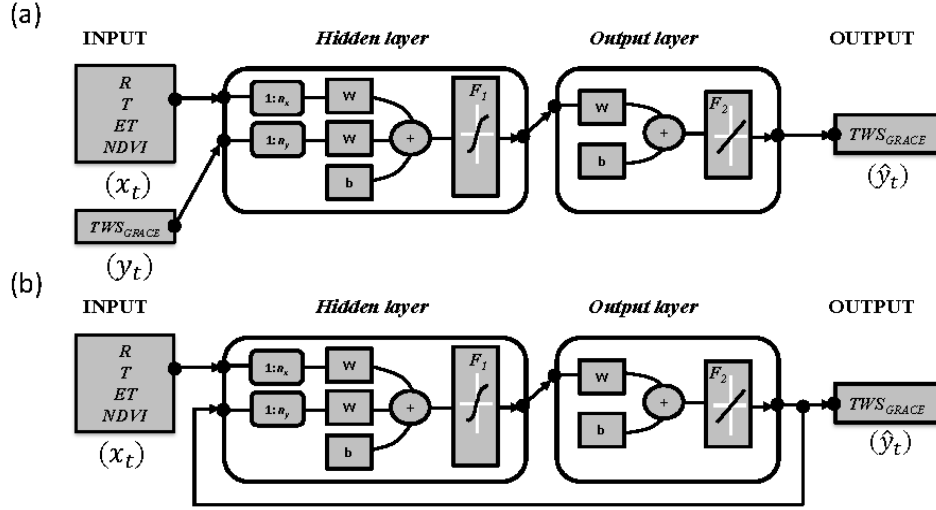 (a)
INPUT Hidden layer Output layer OUTPUT
R
T
ET
NDVI
(x_t)
TWS_GRACE
(y_t)
1:n_x W
1:n_y W
b
+
F_1
W
b
+
F_2
TWS_GRACE
(ŷ_t)
(b)
INPUT Hidden layer Output layer OUTPUT
R
T
ET
NDVI
(x_t)
1:n_x W
1:n_y W
b
+
F_1
W
b
+
F_2
TWS_GRACE
(ŷ_t)